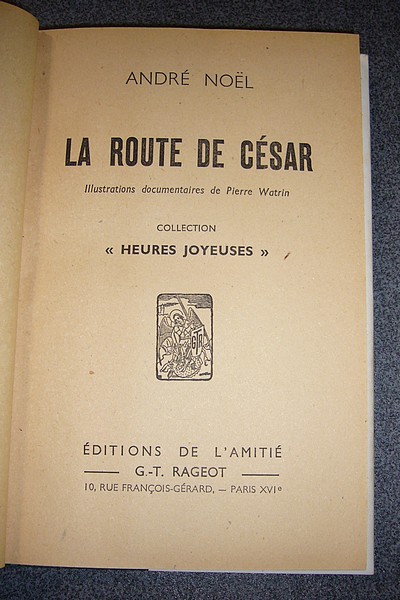 ANDRÉ NOËL
LA ROUTE DE CÉSAR
Illustrations documentaires de Pierre Watrin
COLLECTION
« HEURES JOYEUSES »
GTR
ÉDITIONS DE L'AMITIÉ
G.-T. RAGEOT
10, RUE FRANÇOIS-GÉRARD, — PARIS XVIe